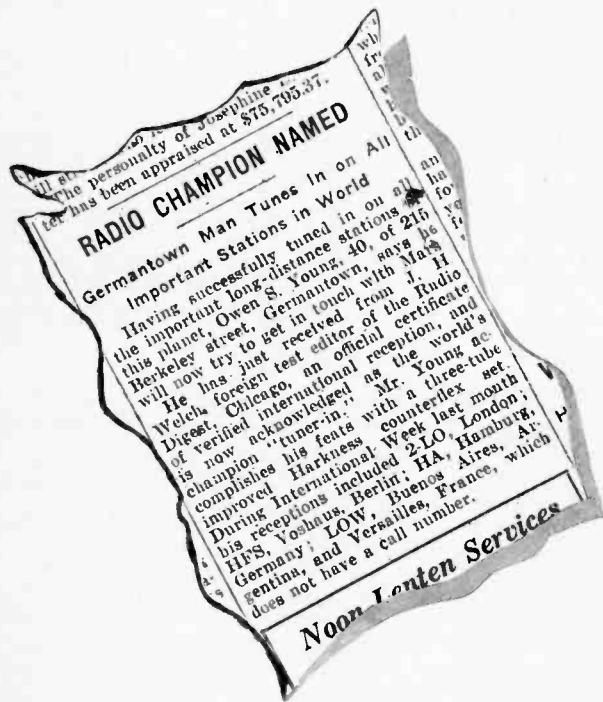 The personalty of Josephine
ter has been appraised at $75,795.37.
RADIO CHAMPION NAMED
Germantown Man Tunes In on All
Important Stations in World
Having successfully tuned in on all
the important long-distance stations
this planet, Owen S. Young, 40, of 215
Berkeley street, Germantown, says he
will now try to get in touch with Mars
He has just received from J. H
Welch, foreign test editor of the Radio
Digest, Chicago, an official certificate
of verified international reception, and
is now acknowledged as the world's
champion "tuner-in." Mr. Young ac-
complishes his feats with a three-tube
improved Harkness counterflex set.
During International Week last month
his receptions included 2-LO, London;
HFS, Voshaus, Berlin; HA, Hamburg,
Germany; LOW, Buenos Aires, Ar-
gentina, and Versailles, France, which
does not have a call number.
Noon Lenten Services